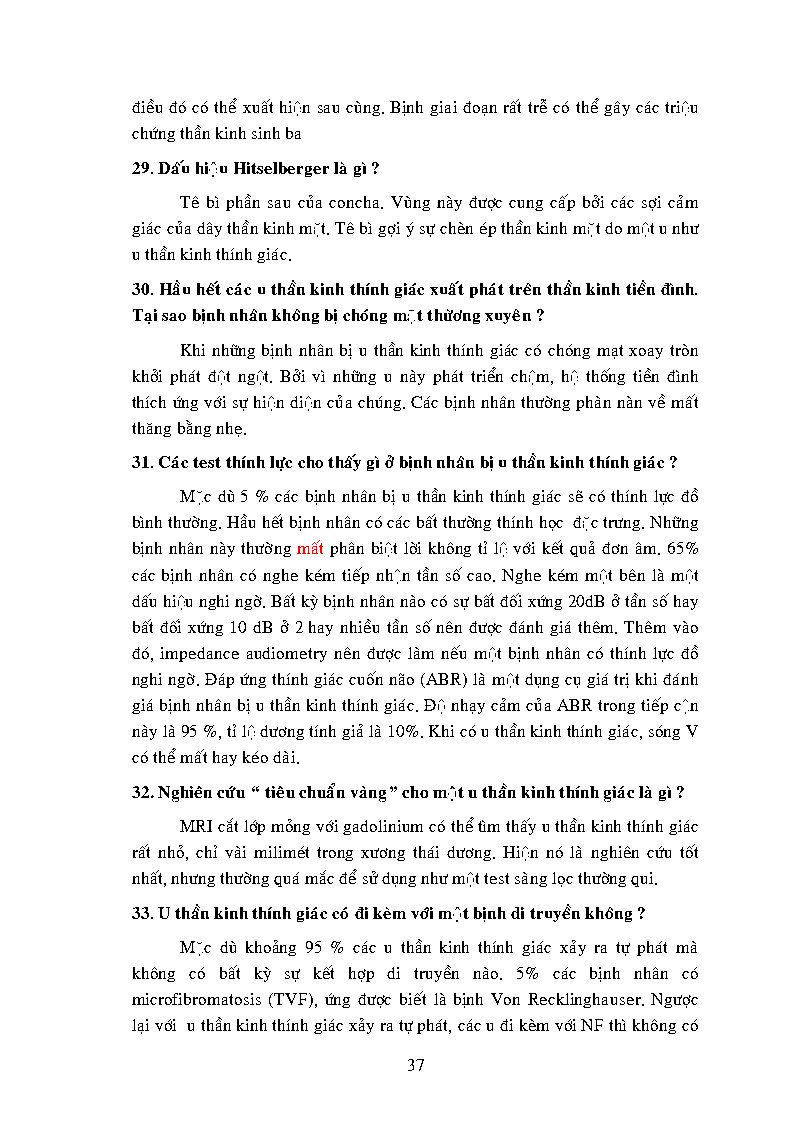 điều đó có thể xuất hiện sau cùng. Bịnh giai đoạn rất trễ có thể gây các triệu
chứng thần kinh sinh ba
29. Dấu hiệu Hitselberger là gì ?
Tê bì phần sau của concha. Vùng này được cung cấp bởi các sợi cảm
giác của dây thần kinh mặt. Tê bì gợi ý sự chèn ép thần kinh mặt do một u như
u thần kinh thính giác.
30. Hầu hết các u thần kinh thính giác xuất phát trên thần kinh tiền đình.
Tại sao bịnh nhân không bị chóng mặt thừờng xuyên ?
Khi những bịnh nhân bị u thần kinh thính giác có chóng mạt xoay tròn
khởi phát đột ngột. Bởi vì những u này phát triển chậm, hệ thống tiền đình
thích ứng với sự hiện diện của chúng. Các bịnh nhân thường phàn nàn về mất
thăng bằng nhẹ.
31. Các test thính lực cho thấy gì ở bịnh nhân bị u thần kinh thính giác ?
Mặc dù 5 % các bịnh nhân bị u thần kinh thính giác sẽ có thính lực đồ
bình thường. Hầu hết bịnh nhân có các bất thường thính học đặc trưng. Những
bịnh nhân này thường mất phân biệt lời không tỉ lệ với kết quả đơn âm. 65%
các bịnh nhân có nghe kém tiếp nhận tần số cao. Nghe kém một bên là một
dấu hiệu nghi ngờ. Bất kỳ bịnh nhân nào có sự bất đối xứng 20dB ở tần số hay
bất đối xứng 10 dB ở 2 hay nhiều tần số nên được đánh giá thêm. Thêm vào
đó, impedance audiometry nên được làm nếu một bịnh nhân có thính lực đồ
nghi ngờ. Đáp ứng thính giác cuốn não (ABR) là một dụng cụ giá trị khi đánh
giá bịnh nhân bị u thần kinh thính giác. Độ nhạy cảm của ABR trong tiếp cận
này là 95 %, tỉ lệ dương tính giả là 10%. Khi có u thần kinh thính giác, sóng V
có thể mất hay kéo dài.
32. Nghiên cứu “ tiêu chuẩn vàng ” cho một u thần kinh thính giác là gì ?
MRI cắt lớp mỏng với gadolinium có thể tìm thấy u thần kinh thính giác
rất nhỏ, chỉ vài milimét trong xương thái dương. Hiện nó là nghiên cứu tốt
nhất, nhưng thường quá mắc để sử dụng như một test sàng lọc thường qui.
33. U thần kinh thính giác có đi kèm với một bịnh di truyền không ?
Mặc dù khoảng 95 % các u thần kinh thính giác xảy ra tự phát mà
không có bất kỳ sự kết hợp di truyền nào. 5% các bịnh nhân có
microfibromatosis (TVF), ứng được biết là bịnh Von Recklinghauser. Ngược
lại với u thần kinh thính giác xảy ra tự phát, các u đi kèm với NF thì không có
37